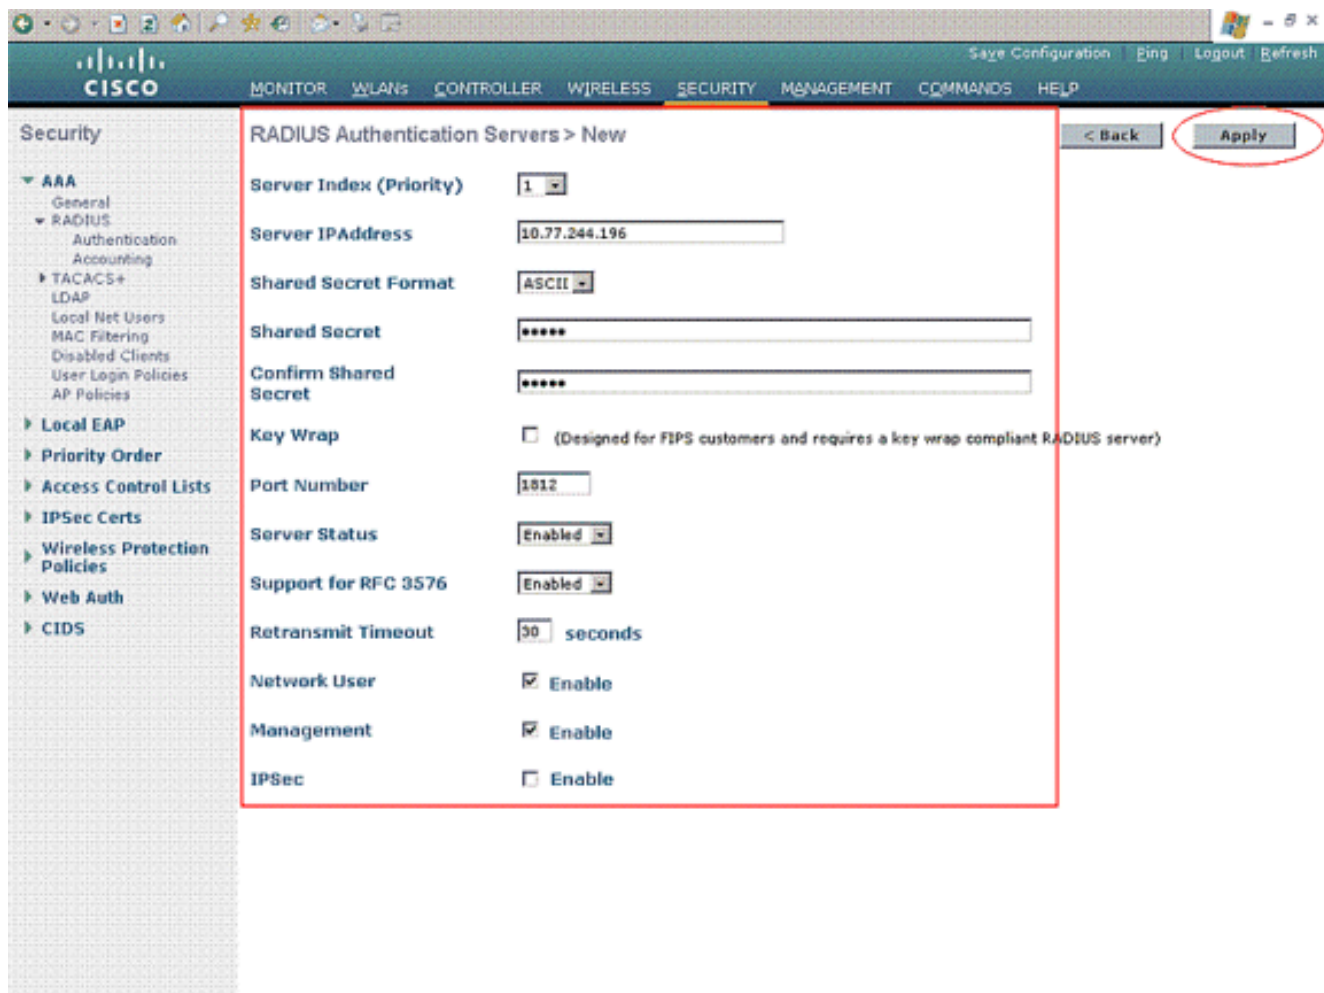 Save Configuration | Ping | Logout | Refresh
CISCO
MONITOR WLANs CONTROLLER WIRELESS SECURITY MANAGEMENT COMMANDS HELP
Security
AAA
General
RADIUS
Authentication
Accounting
TACACS+
LDAP
Local Net Users
MAC Filtering
Disabled Clients
User Login Policies
AP Policies
Local EAP
Priority Order
Access Control Lists
IPSec Certs
Wireless Protection
Policies
Web Auth
CIDS
RADIUS Authentication Servers > New
< Back
Apply
Server Index (Priority) 1
Server IPAddress 10.77.244.196
Shared Secret Format ASCII
Shared Secret •••••
Confirm Shared
Secret •••••
Key Wrap (Designed for FIPS customers and requires a key wrap compliant RADIUS server)
Port Number 1812
Server Status Enabled
Support for RFC 3576 Enabled
Retransmit Timeout 30 seconds
Network User Enable
Management Enable
IPSec Enable